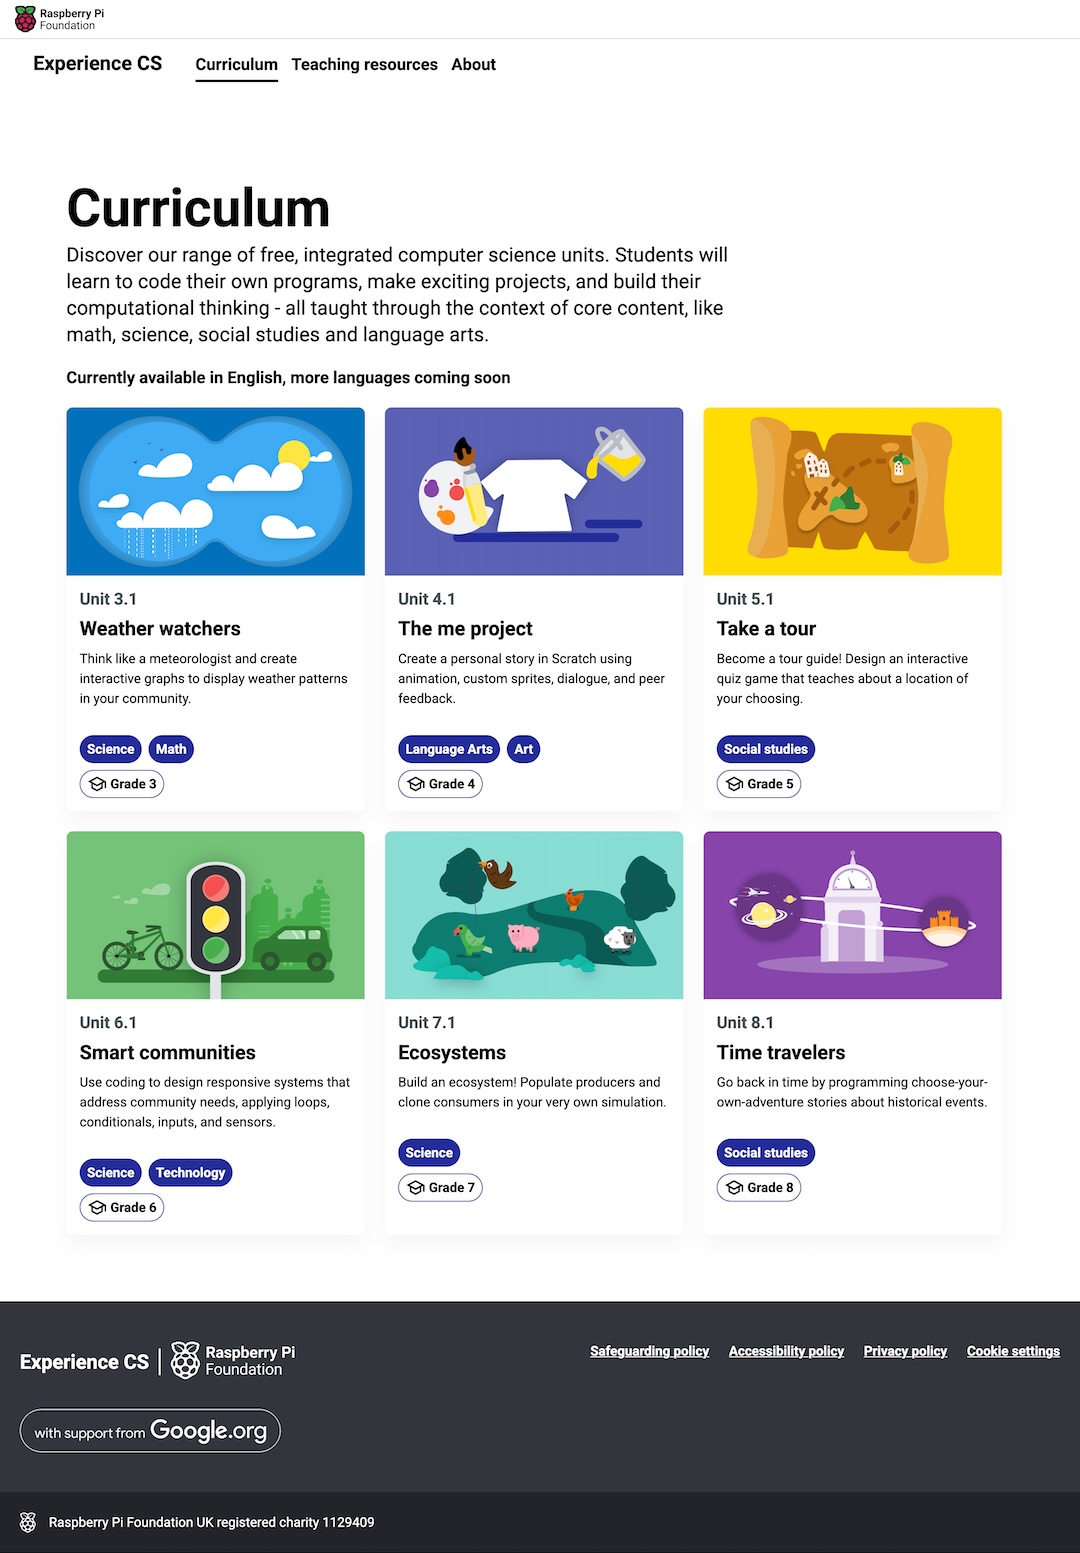 Raspberry Pi
Foundation
Experience CS
Curriculum
Teaching resources
About
Curriculum
Discover our range of free, integrated computer science units. Students will
learn to code their own programs, make exciting projects, and build their
computational thinking - all taught through the context of core content, like
math, science, social studies and language arts.
Currently available in English, more languages coming soon
Unit 3.1
Weather watchers
Think like a meteorologist and create
interactive graphs to display weather patterns
in your community.
Science
Math
Grade 3
Unit 4.1
The me project
Create a personal story in Scratch using
animation, custom sprites, dialogue, and peer
feedback.
Language Arts
Art
Grade 4
Unit 5.1
Take a tour
Become a tour guide! Design an interactive
quiz game that teaches about a location of
your choosing.
Social studies
Grade 5
Unit 6.1
Smart communities
Use coding to design responsive systems that
address community needs, applying loops,
conditionals, inputs, and sensors.
Science
Technology
Grade 6
Unit 7.1
Ecosystems
Build an ecosystem! Populate producers and
clone consumers in your very own simulation.
Science
Grade 7
Unit 8.1
Time travelers
Go back in time by programming choose-your-
own-adventure stories about historical events.
Social studies
Grade 8
Experience CS
Raspberry Pi
Foundation
Safeguarding policy
Accessibility policy
Privacy policy
Cookie settings
with support from Google.org
Raspberry Pi Foundation UK registered charity 1129409